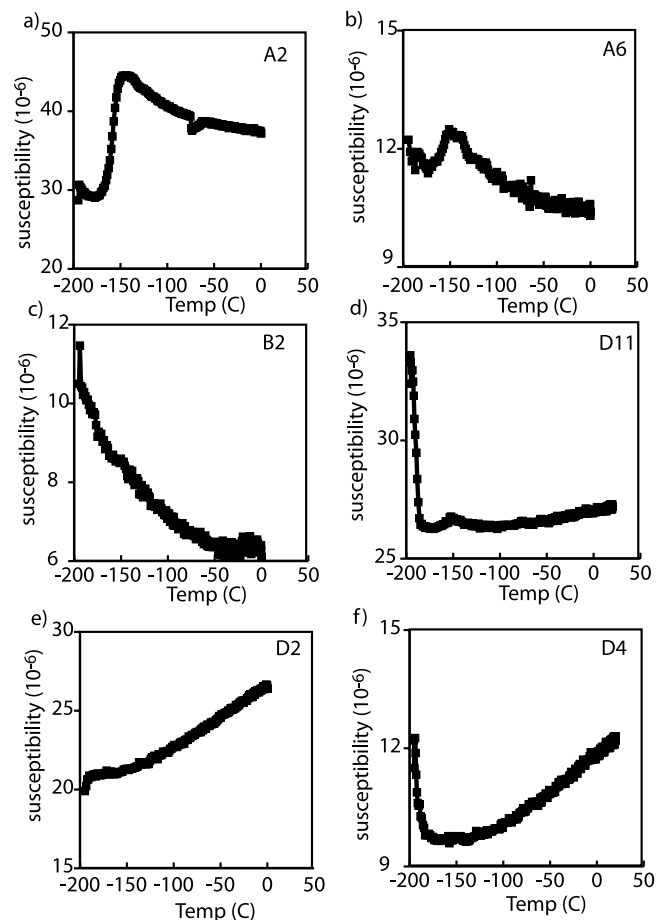 a)
A2
susceptibility (10-6)
50
40
30
20
-200 -150 -100 -50 0 50
Temp (C)
b)
A6
susceptibility (10-6)
15
12
9
-200 -150 -100 -50 0 50
Temp (C)
c)
B2
susceptibility (10-6)
12
10
8
6
-200 -150 -100 -50 0 50
Temp (C)
d)
D11
susceptibility (10-6)
35
30
25
-200 -150 -100 -50 0 50
Temp (C)
e)
D2
susceptibility (10-6)
30
25
20
15
-200 -150 -100 -50 0 50
Temp (C)
f)
D4
susceptibility (10-6)
15
12
9
-200 -150 -100 -50 0 50
Temp (C)